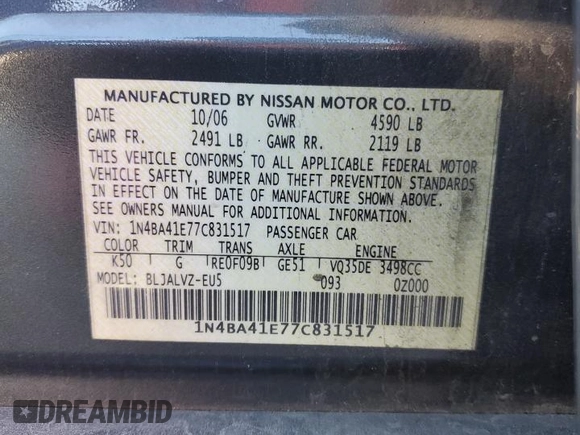 MANUFACTURED BY NISSAN MOTOR CO., LTD.
DATE 10/06 GVWR 4590 LB
GAWR FR. 2491 LB GAWR RR. 2119 LB
THIS VEHICLE CONFORMS TO ALL APPLICABLE FEDERAL MOTOR
VEHICLE SAFETY, BUMPER AND THEFT PREVENTION STANDARDS
IN EFFECT ON THE DATE OF MANUFACTURE SHOWN ABOVE.
SEE OWNERS MANUAL FOR ADDITIONAL INFORMATION.
VIN: 1N4BA41E77C831517 PASSENGER CAR
COLOR TRIM TRANS AXLE ENGINE
K50 G RE0F09B GE51 VQ35DE 3498CC
MODEL: BLJALVZ-EU5 093 0Z000
1N4BA41E77C831517
DREAMBID